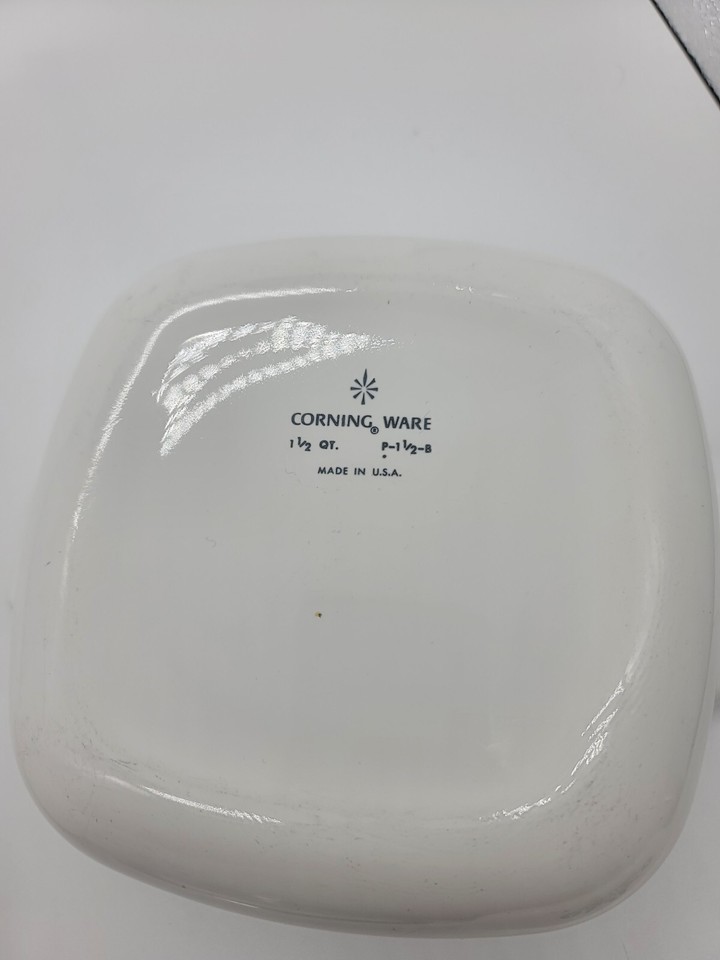 CORNING® WARE
1 1/2 QT. P-1 1/2-B
MADE IN U.S.A.